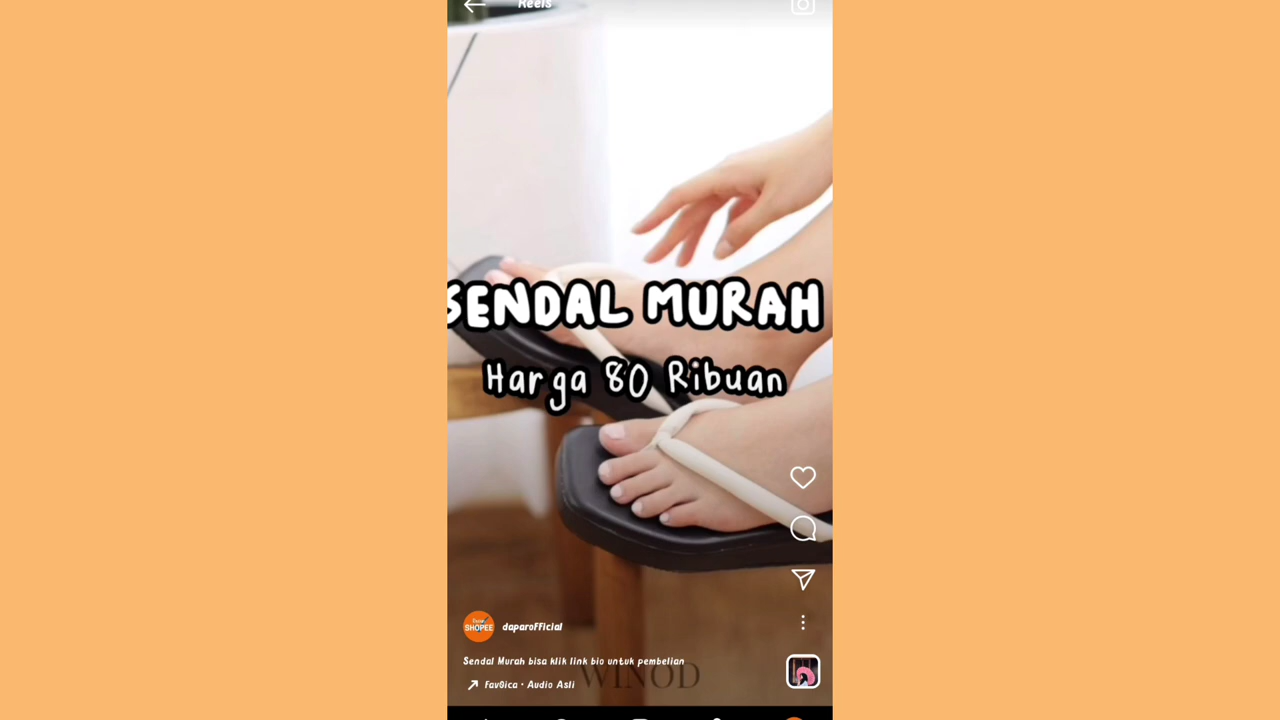 Reels
SENDAL MURAH
Harga 80 Ribuan
SHOPEE
daparofficial
Sendal Murah bisa klik link bio untuk pembelian
WINOD
FavGica • Audio Asli